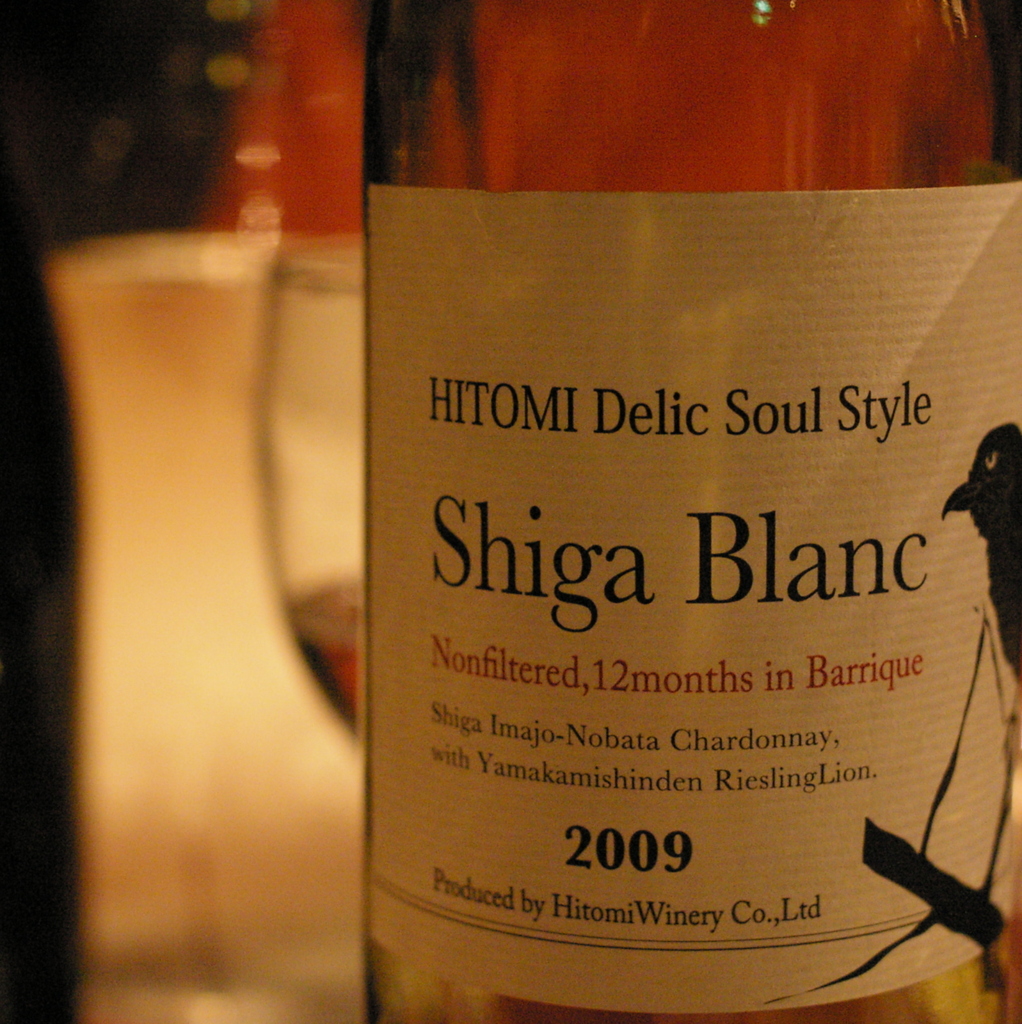 HITOMI Delic Soul Style
Shiga Blanc
Nonfiltered,12months in Barrique
Shiga Imajo-Nobata Chardonnay,
with Yamakamishinden RieslingLion.
2009
Produced by HitomiWinery Co.,Ltd